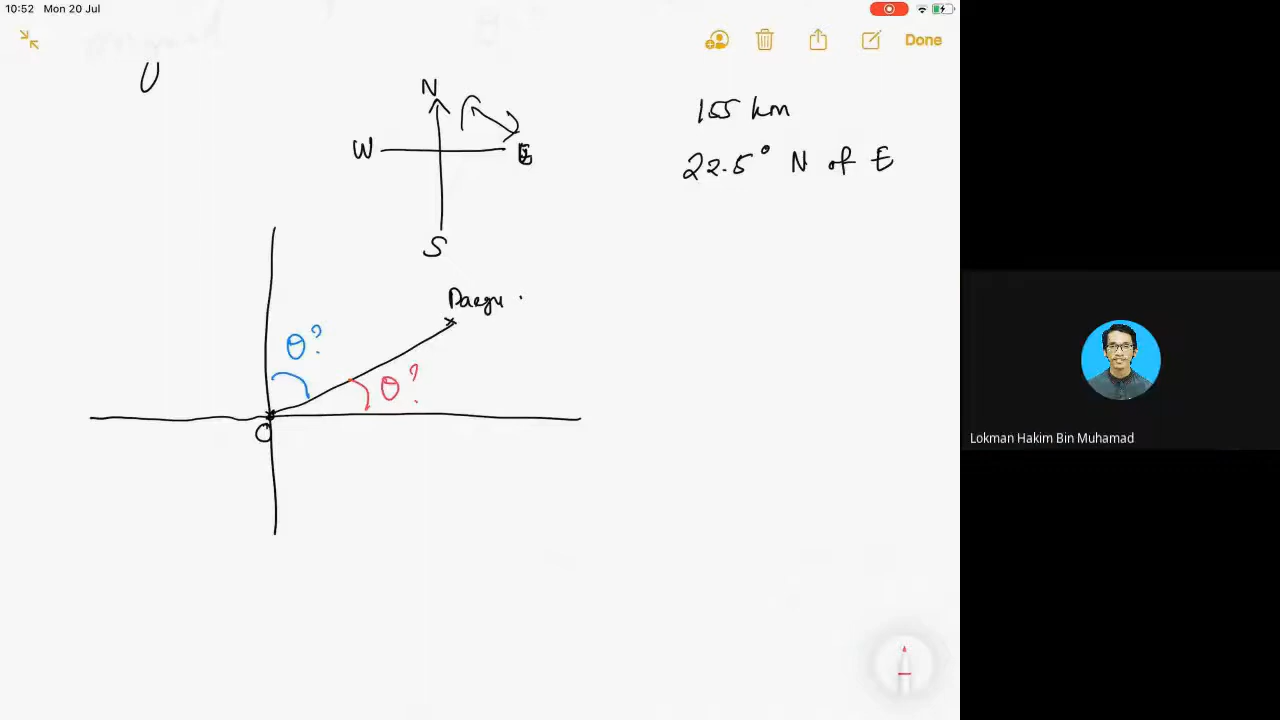 10:52 Mon 20 Jul
Done
U
N
W
E
S
155 km
22.5° N of E
Daegu
θ?
θ?
O
Lokman Hakim Bin Muhamad